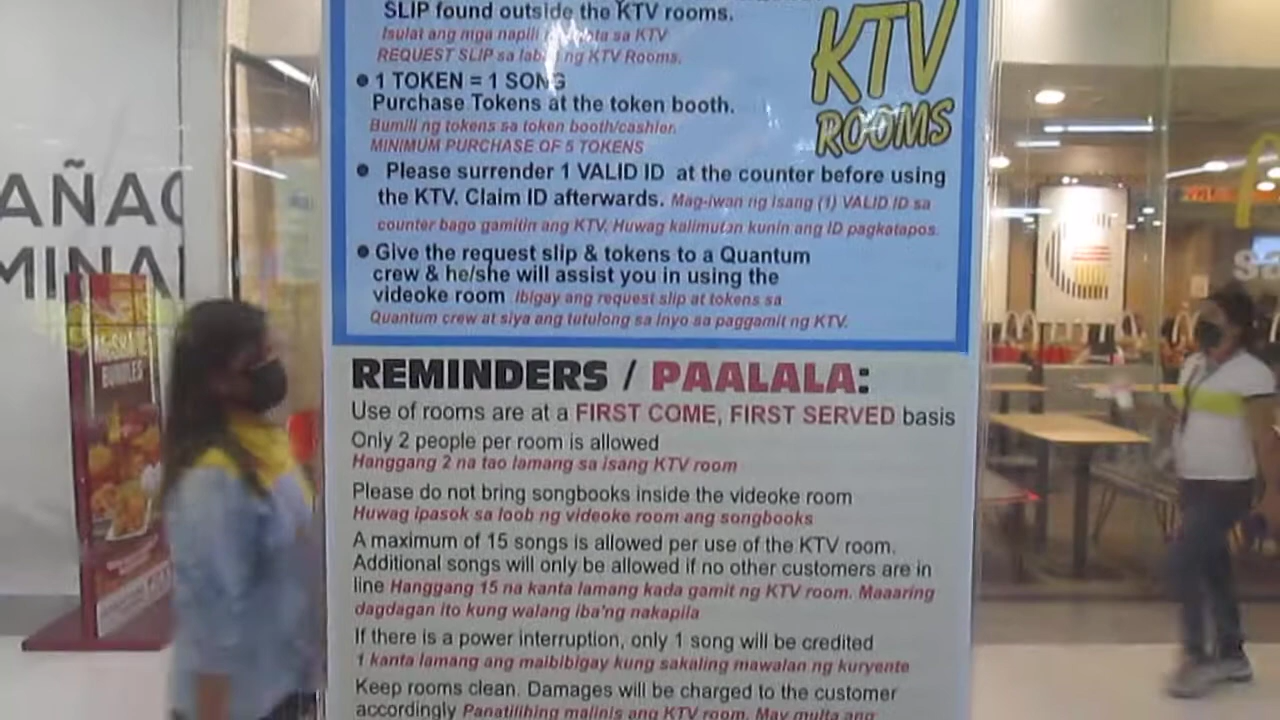 SLIP found outside the KTV rooms.
Isulat ang mga napili sa KTV
REQUEST SLIP sa ng KTV Rooms.
KTV
ROOMS
● 1 TOKEN = 1 SONG
Purchase Tokens at the token booth.
Bumili ng tokens sa token booth/cashier.
MINIMUM PURCHASE OF 5 TOKENS
● Please surrender 1 VALID ID at the counter before using
the KTV. Claim ID afterwards. Mag-iwan ng isang (1) VALID ID sa
counter bago gamitin ang KTV. Huwag kalimutan kunin ang ID pagkatapos.
● Give the request slip & tokens to a Quantum
crew & he/she will assist you in using the
videoke room Ibigay ang request slip at tokens sa
Quantum crew at siya ang tutulong sa inyo sa paggamit ng KTV.
REMINDERS / PAALALA:
Use of rooms are at a FIRST COME, FIRST SERVED basis
Only 2 people per room is allowed
Hanggang 2 na tao lamang sa isang KTV room
Please do not bring songbooks inside the videoke room
Huwag ipasok sa loob ng videoke room ang songbooks
A maximum of 15 songs is allowed per use of the KTV room.
Additional songs will only be allowed if no other customers are in
line Hanggang 15 na kanta lamang kada gamit ng KTV room. Maaaring
dagdagan ito kung walang iba'ng nakapila
If there is a power interruption, only 1 song will be credited
1 kanta lamang ang maibibigay kung sakaling mawalan ng kuryente
Keep rooms clean. Damages will be charged to the customer
accordingly Panatilihing malinis ang KTV room. May multa ang
AÑAQ
MINA
BUNDLES